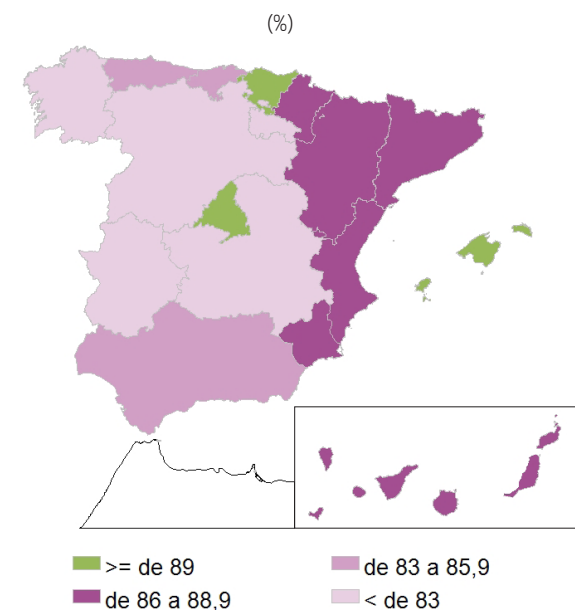 (%)
>= de 89
de 83 a 85,9
de 86 a 88,9
< de 83